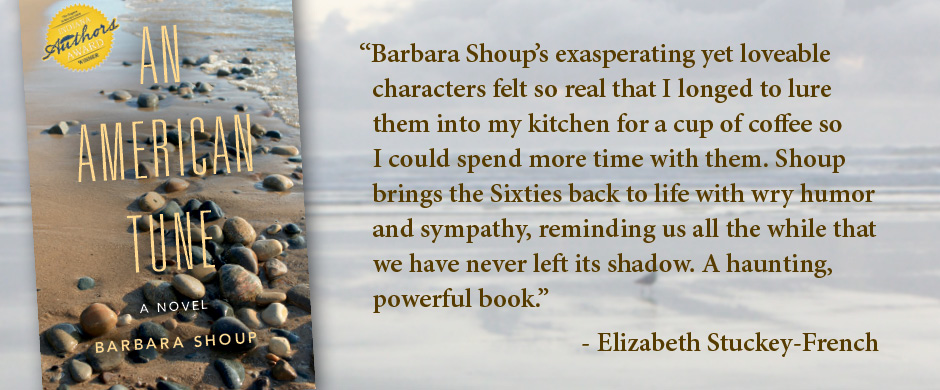 Authors
AWARD
WINNER
AN
AMERICAN
TUNE
A NOVEL
BARBARA SHOUP
“Barbara Shoup’s exasperating yet loveable
characters felt so real that I longed to lure
them into my kitchen for a cup of coffee so
I could spend more time with them. Shoup
brings the Sixties back to life with wry humor
and sympathy, reminding us all the while that
we have never left its shadow. A haunting,
powerful book.”
- Elizabeth Stuckey-French